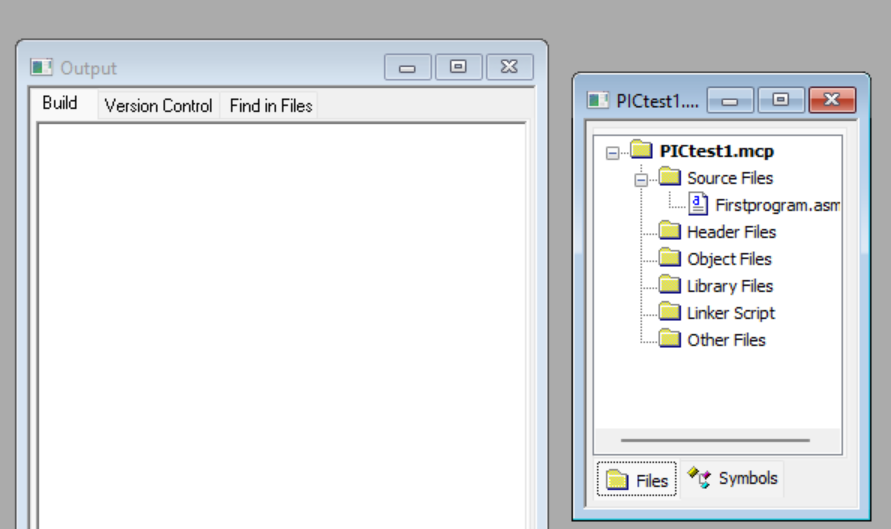 Output
Build Version Control Find in Files
PICtest1....
PICtest1.mcp
Source Files
Firstprogram.asm
Header Files
Object Files
Library Files
Linker Script
Other Files
Files Symbols